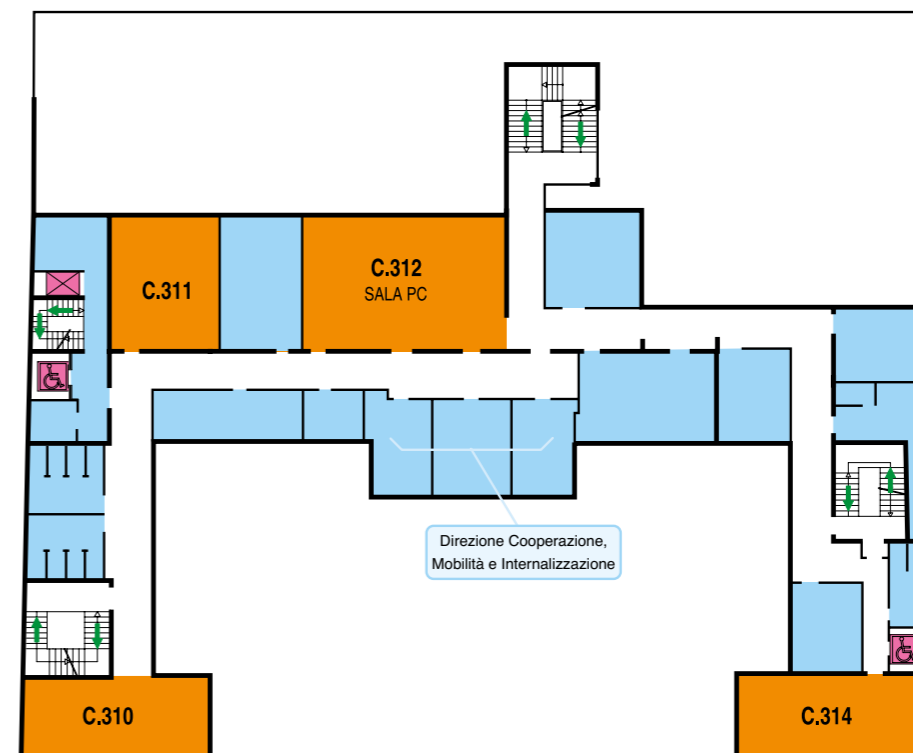 C.311
C.312
SALA PC
Direzione Cooperazione,
Mobilità e Internalizzazione
C.310
C.314